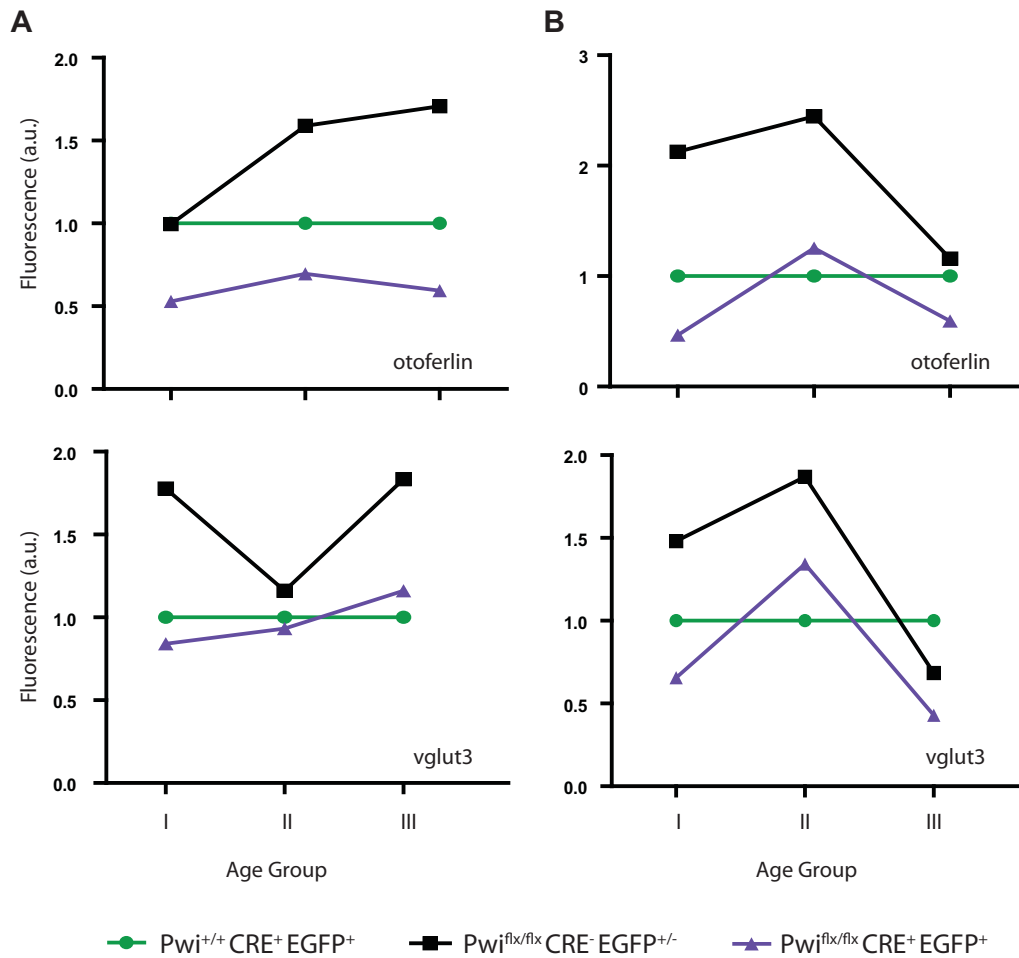 A
B
2.0
1.5
1.0
0.5
0.0
Fluorescence (a.u.)
otoferlin
3
2
1
0
otoferlin
2.0
1.5
1.0
0.5
0.0
Fluorescence (a.u.)
vglut3
I II III
Age Group
2.0
1.5
1.0
0.5
0.0
vglut3
I II III
Age Group
Pwi+/+ CRE+ EGFP+ Pwiflx/flx CRE- EGFP+/- Pwiflx/flx CRE+ EGFP+